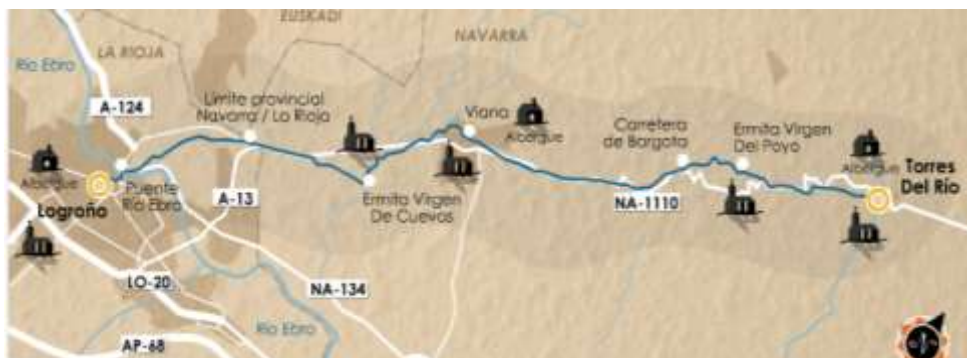 EUSKADI
LA RIOJA
NAVARRA
Río Ebro
A-124
Límite provincial
Navarra / La Rioja
Viana
Albergue
Carretera
de Bargota
Ermita Virgen
Del Poyo
Albergue
Puente
Río Ebro
Logroño
A-13
Ermita Virgen
De Cuevas
NA-1110
Albergue
Torres
Del Río
LO-20
NA-134
Río Ebro
AP-68